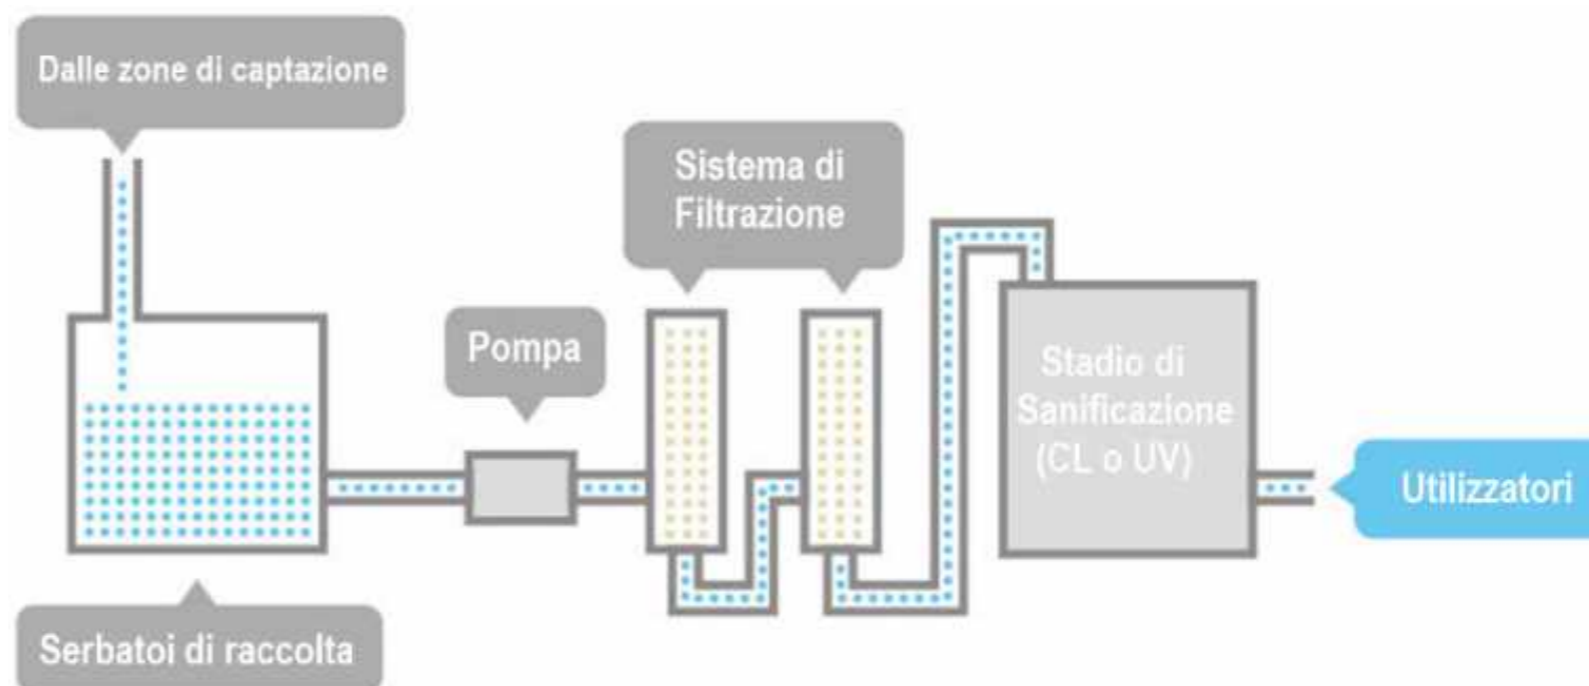 Dalle zone di captazione
Sistema di
Filtrazione
Pompa
Stadio di
Sanificazione
(CL o UV)
Utilizzatori
Serbatoi di raccolta